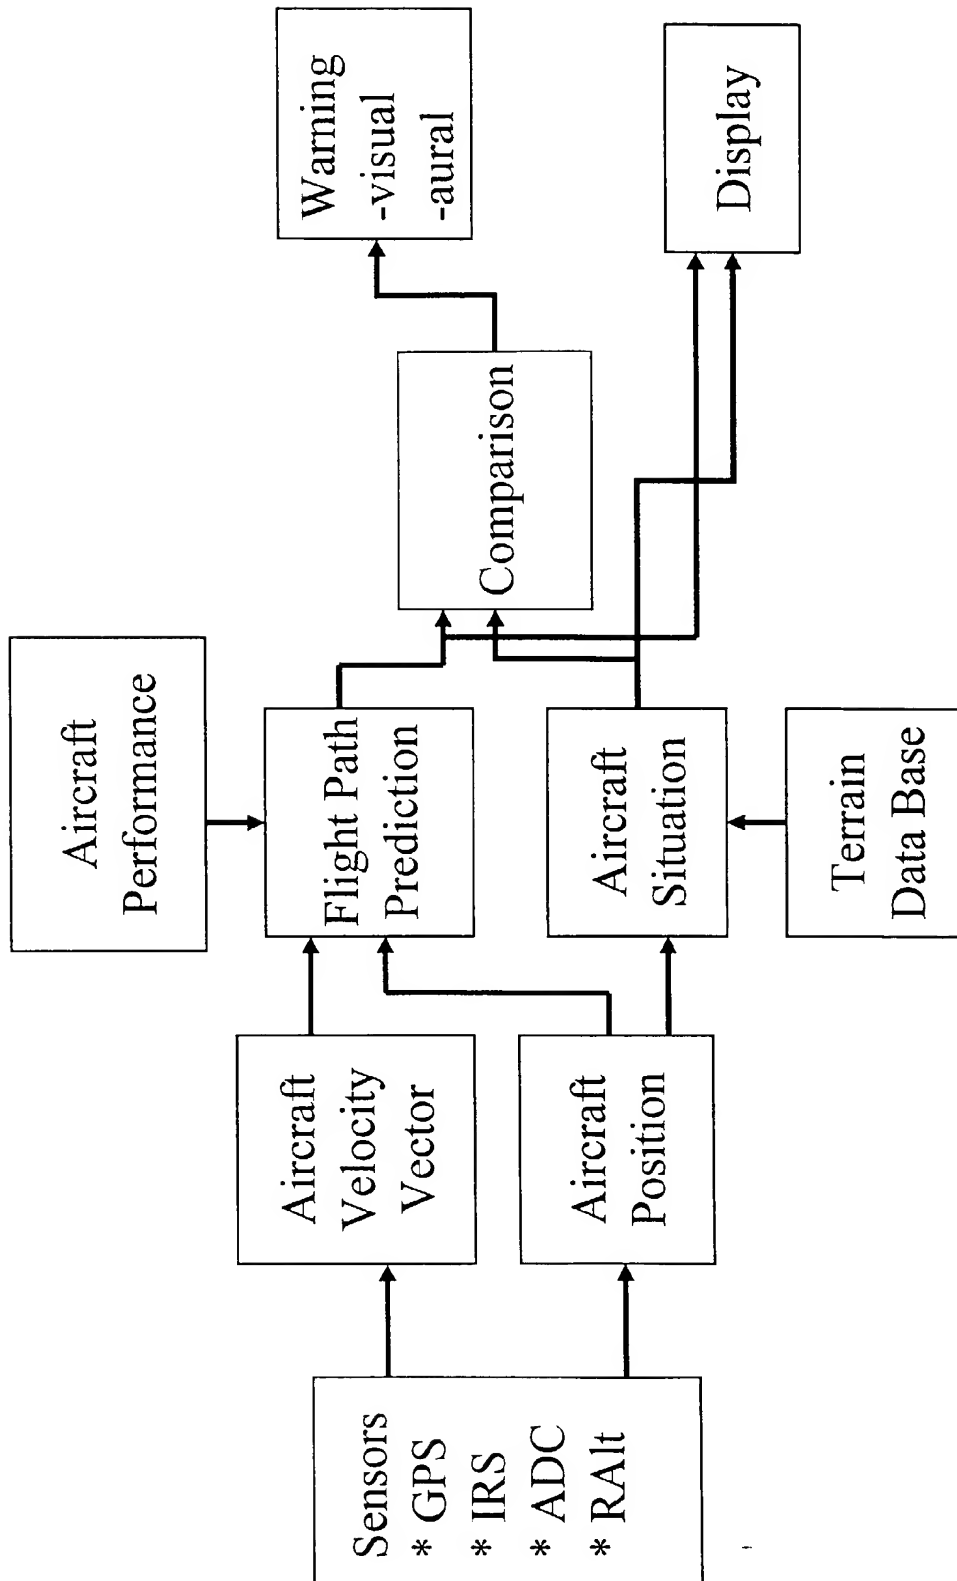 Sensors
* GPS
* IRS
* ADC
* RAlt
Aircraft
Velocity
Vector
Aircraft
Position
Aircraft
Performance
Flight Path
Prediction
Aircraft
Situation
Terrain
Data Base
Comparison
Warning
-visual
-aural
Display